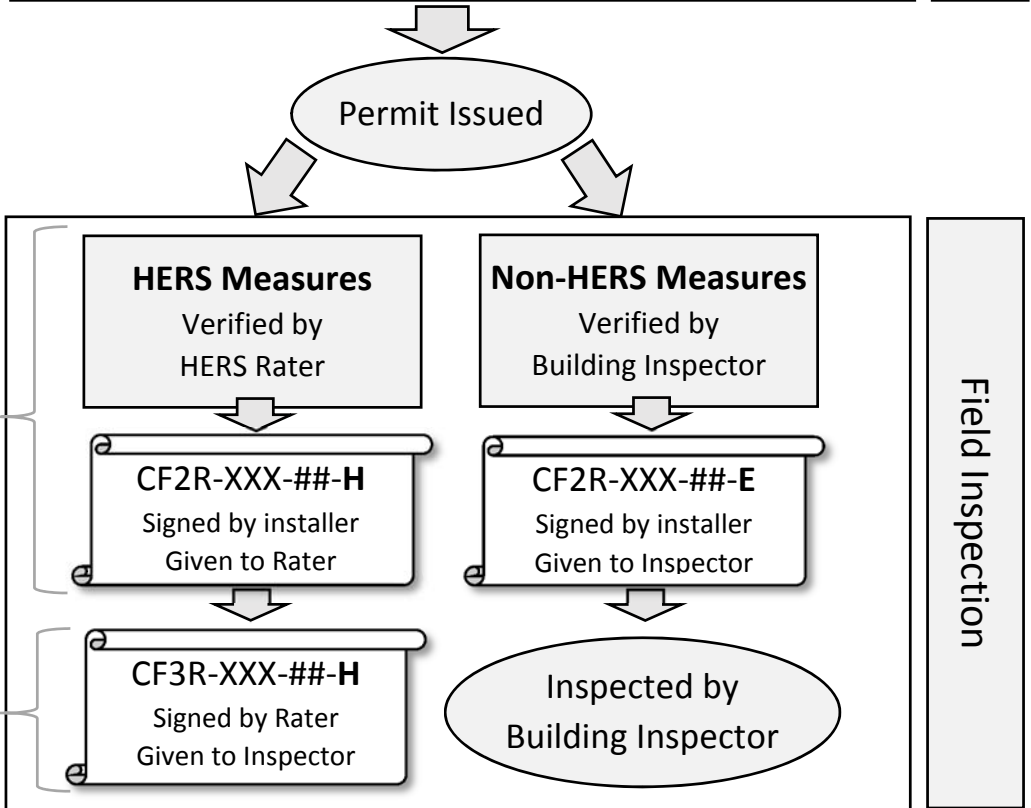 Permit Issued
HERS Measures
Verified by
HERS Rater
CF2R-XXX-##-H
Signed by installer
Given to Rater
CF3R-XXX-##-H
Signed by Rater
Given to Inspector
Non-HERS Measures
Verified by
Building Inspector
CF2R-XXX-##-E
Signed by installer
Given to Inspector
Inspected by
Building Inspector
Field Inspection